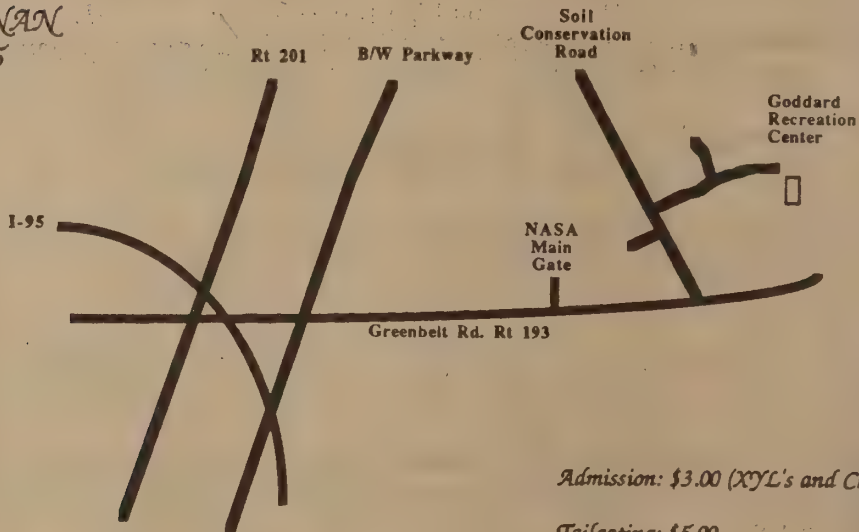 Soil
Conservation
Road
Rt 201
B/W Parkway
Goddard
Recreation
Center
I-95
NASA
Main
Gate
Greenbelt Rd. Rt 193
Admission: $3.00 (XYL's and
Tailgating: $5.00